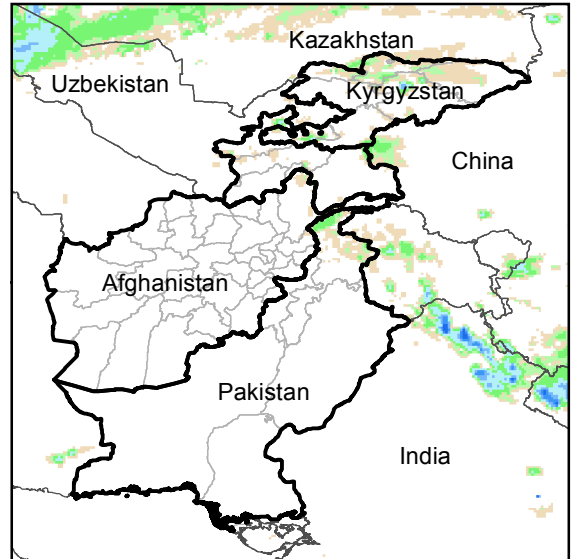 Kazakhstan
Uzbekistan
Kyrgyzstan
China
Afghanistan
Pakistan
India